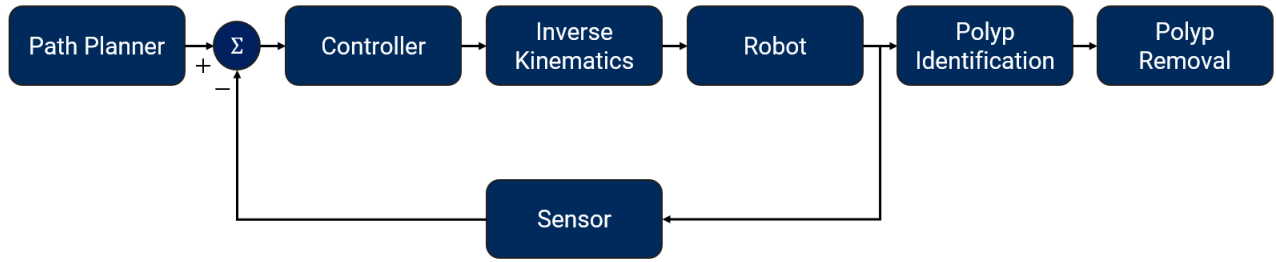 Path Planner
Σ
Controller
Inverse
Kinematics
Robot
Polyp
Identification
Polyp
Removal
+
−
Sensor